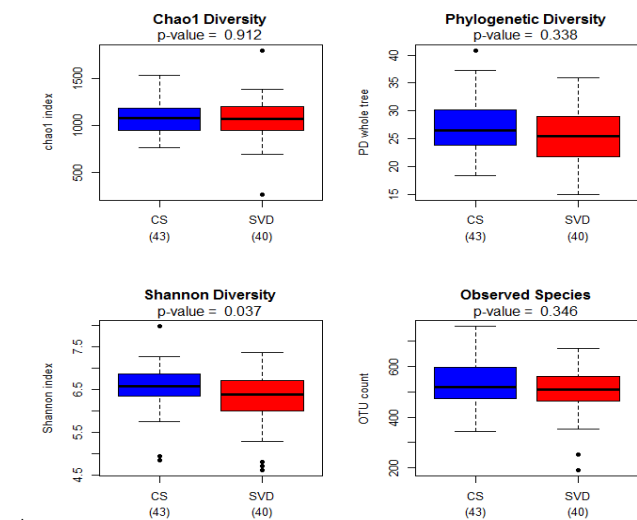 Chao1 Diversity
p-value = 0.912
chao1 index
500 1000 1500
CS SVD
(43) (40)
Phylogenetic Diversity
p-value = 0.338
PD whole tree
15 20 25 30 35 40
CS SVD
(43) (40)
Shannon Diversity
p-value = 0.037
Shannon index
4.5 5.5 6.5 7.5
CS SVD
(43) (40)
Observed Species
p-value = 0.346
OTU count
200 400 600
CS SVD
(43) (40)